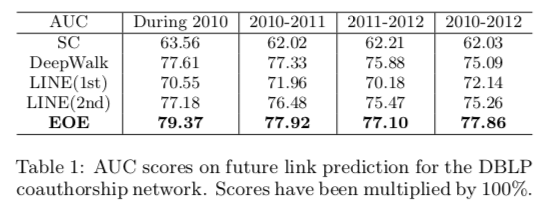 AUC During 2010 2010-2011 2011-2012 2010-2012
SC 63.56 62.02 62.21 62.03
DeepWalk 77.61 77.33 75.88 75.09
LINE(1st) 70.55 71.96 70.18 72.14
LINE(2nd) 77.18 76.48 75.47 75.26
EOE 79.37 77.92 77.10 77.86
Table 1: AUC scores on future link prediction for the DBLP
coauthorship network. Scores have been multiplied by 100%.